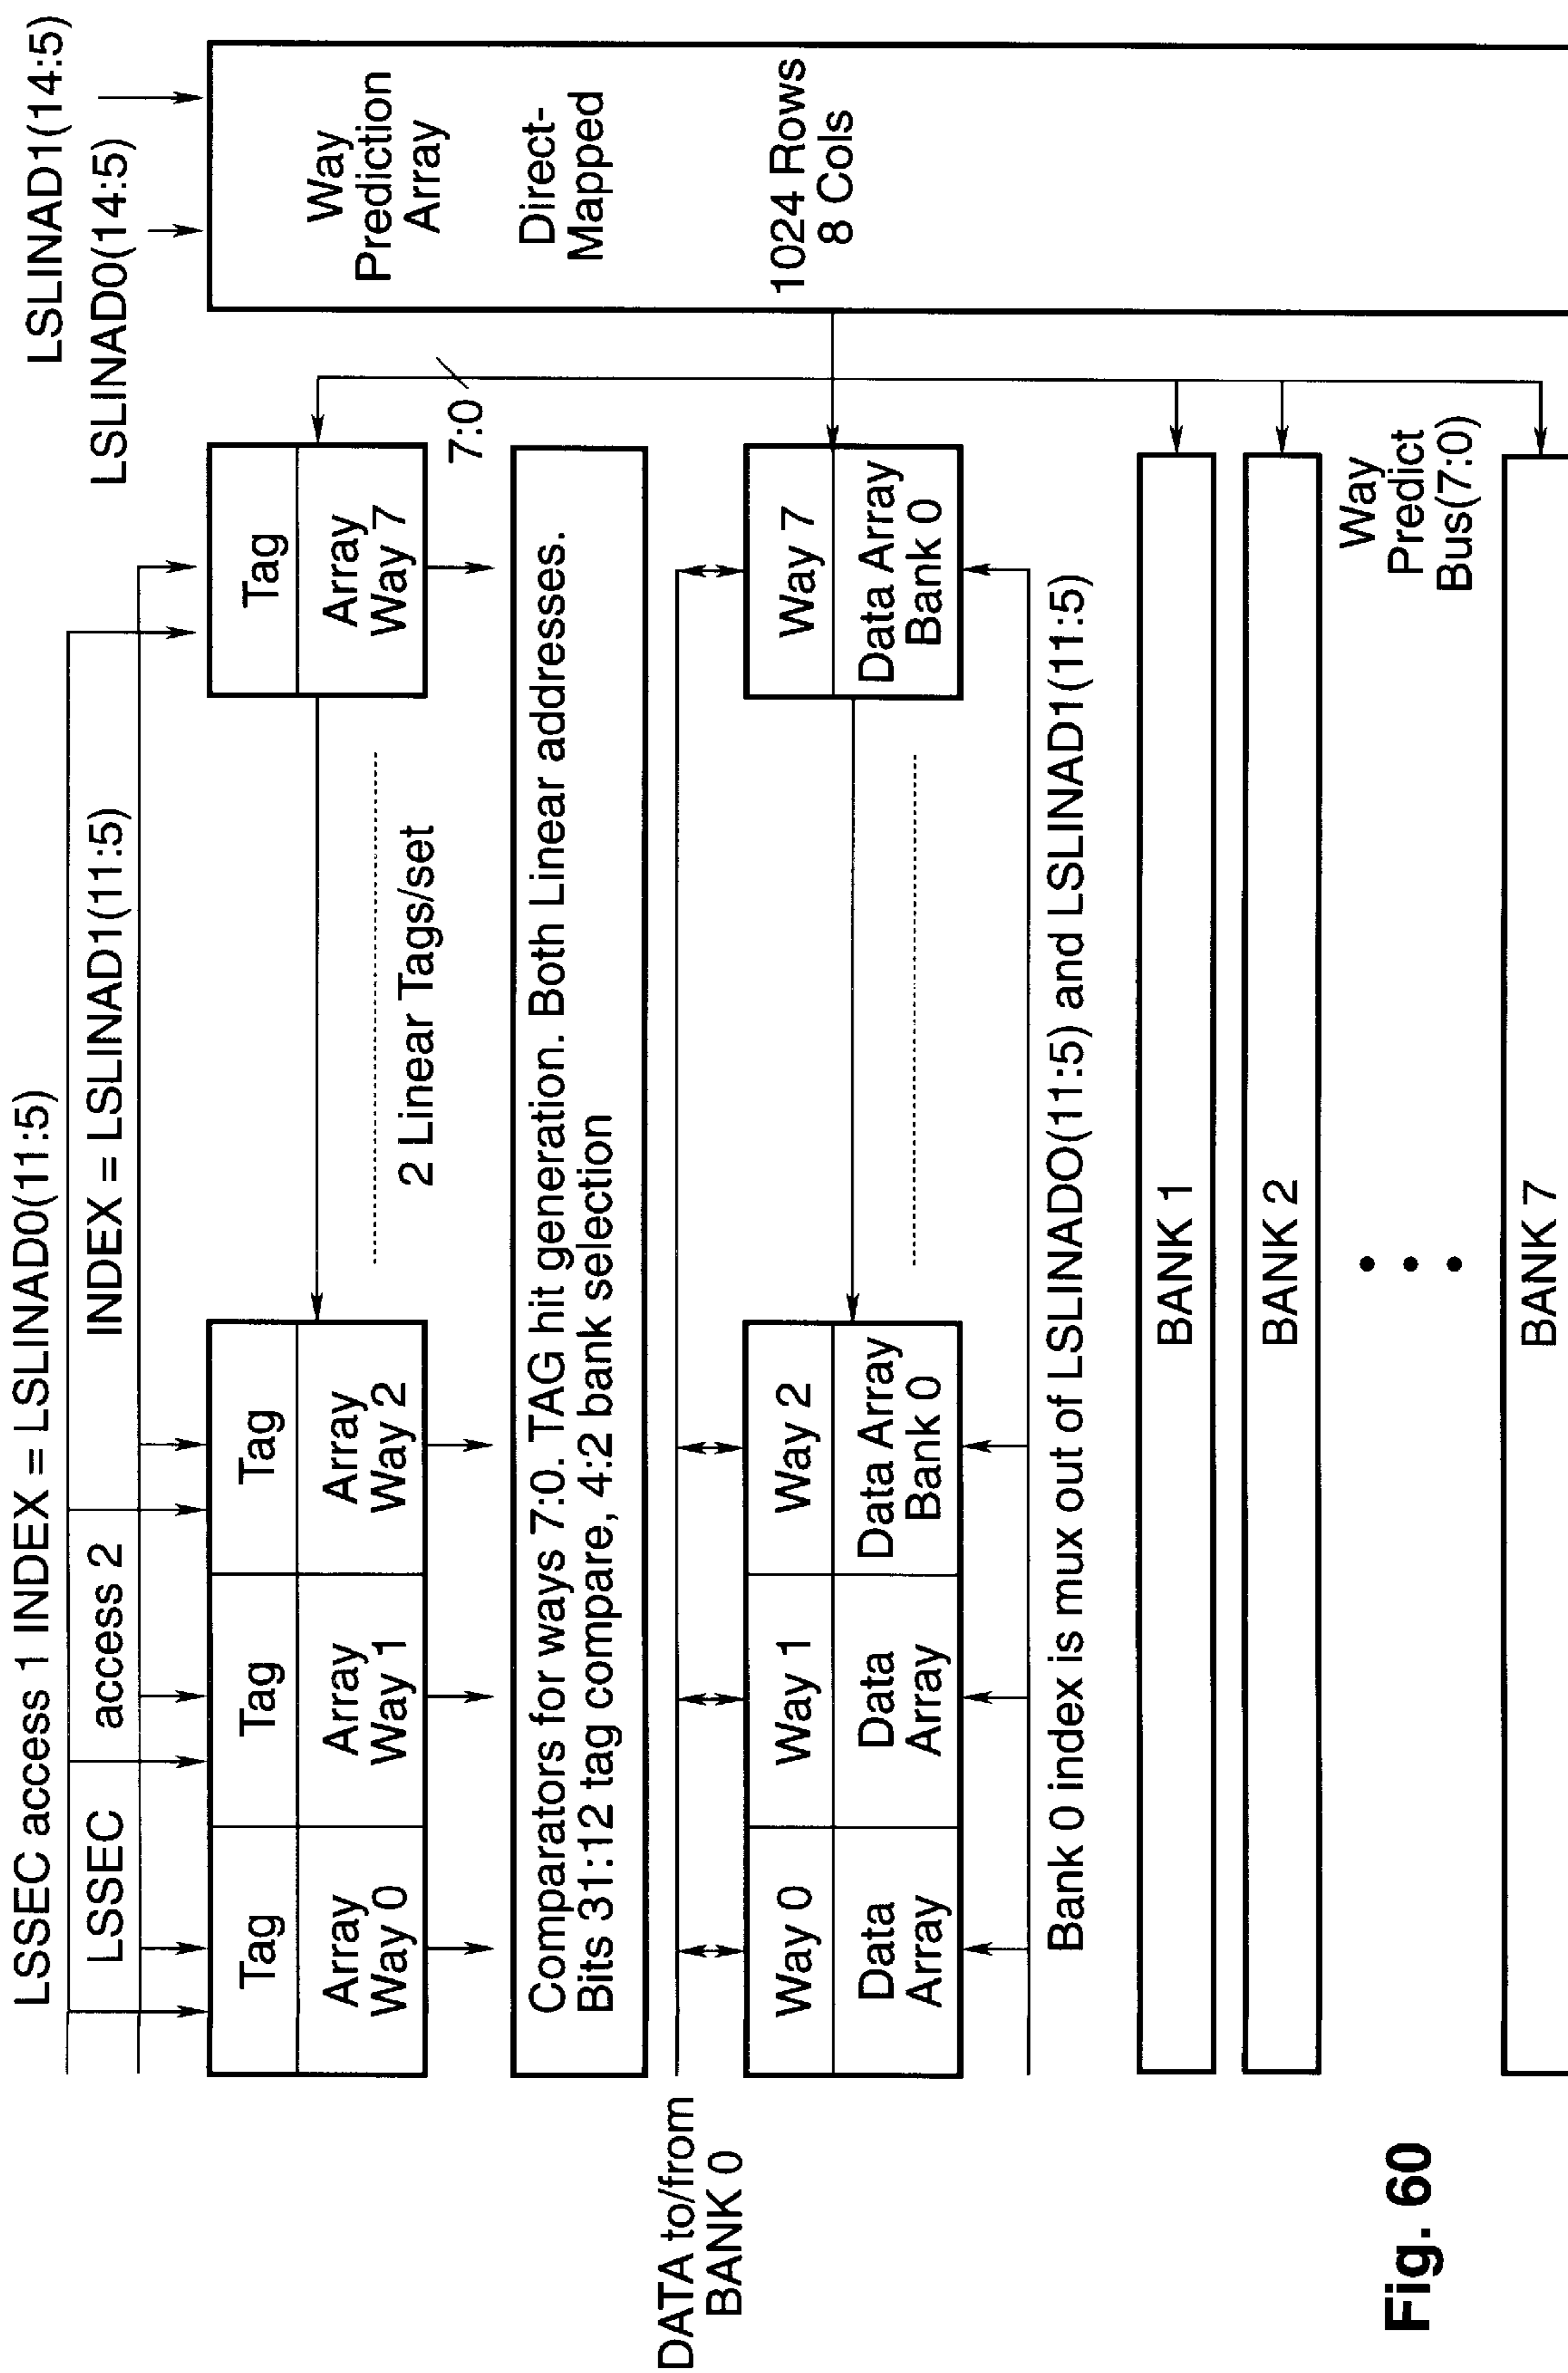 LSSEC access 1 INDEX = LSLINAD0(11:5)
LSSEC access 2 INDEX = LSLINAD1(11:5)
LSLINAD1(14:5)
LSLINAD0(14:5)
Tag
Array
Way 0
Tag
Array
Way 1
Tag
Array
Way 2
2 Linear Tags/set
Tag
Array
Way 7
7:0
Way
Prediction
Array
Direct-
Mapped
1024 Rows
8 Cols
Comparators for ways 7:0. TAG hit generation. Both Linear addresses.
Bits 31:12 tag compare, 4:2 bank selection
DATA to/from
BANK 0
Way 0
Data
Array
Way 1
Data
Array
Way 2
Data Array
Bank 0
Way 7
Data Array
Bank 0
Bank 0 index is mux out of LSLINADO(11:5) and LSLINAD1(11:5)
BANK 1
BANK 2
Way
Predict
Bus(7:0)
BANK 7
Fig. 60